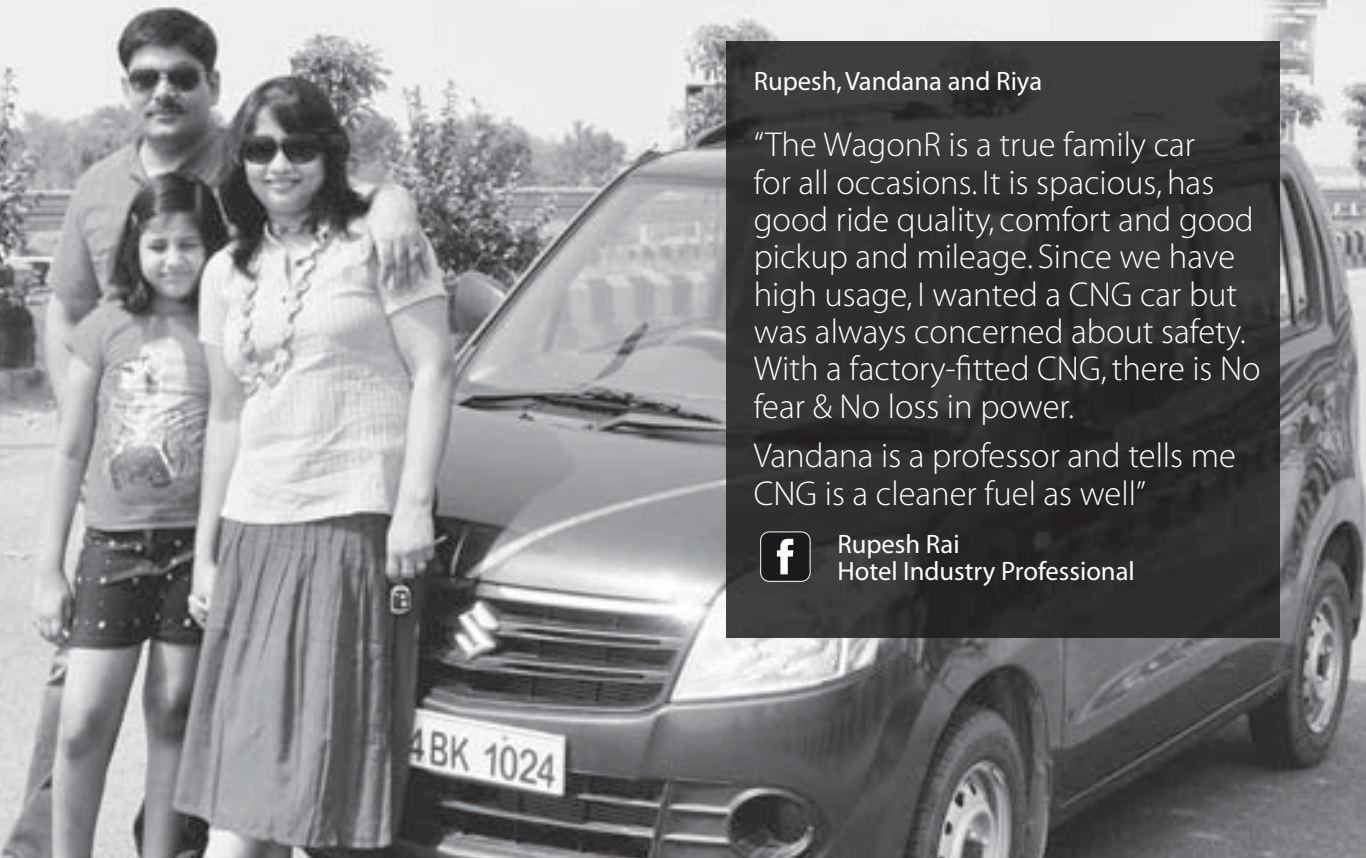 Rupesh, Vandana and Riya
“The WagonR is a true family car
for all occasions. It is spacious, has
good ride quality, comfort and good
pickup and mileage. Since we have
high usage, I wanted a CNG car but
was always concerned about safety.
With a factory-fitted CNG, there is No
fear & No loss in power.
Vandana is a professor and tells me
CNG is a cleaner fuel as well”
f
Rupesh Rai
Hotel Industry Professional
4BK 1024